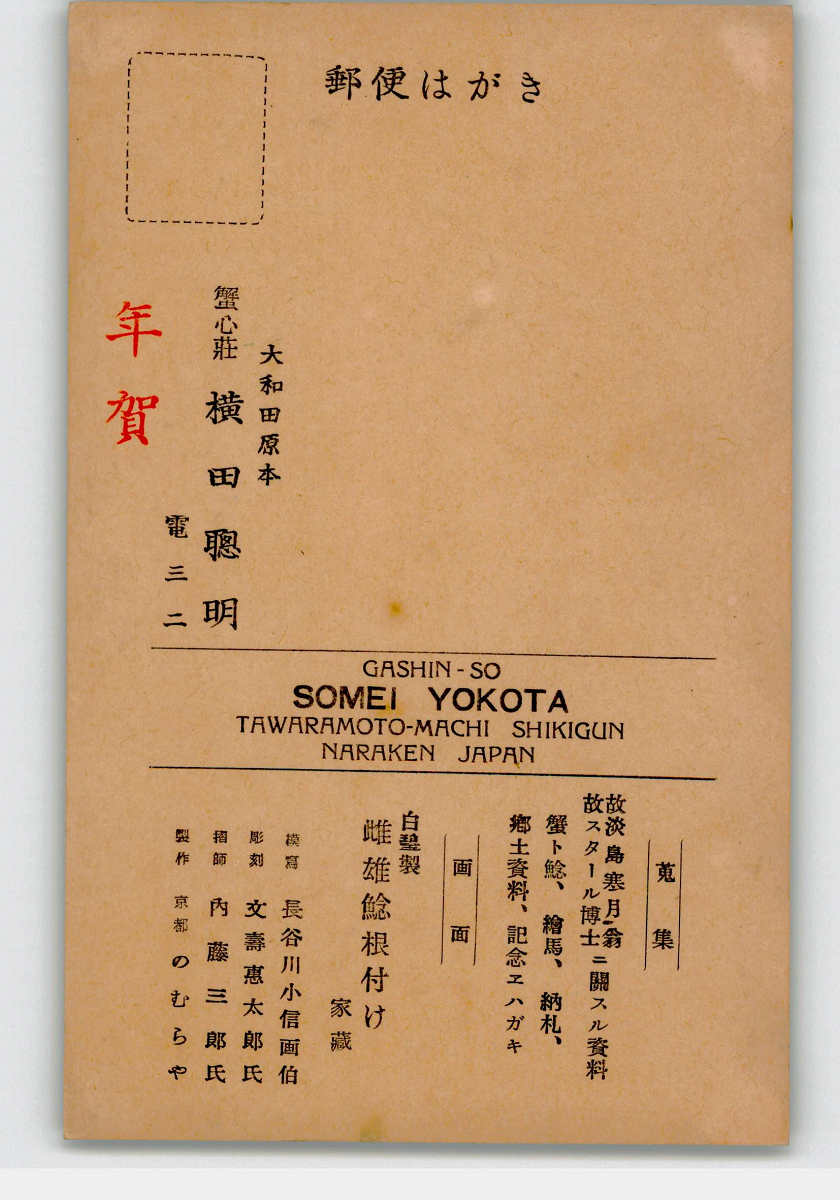 郵便はがき
大和田原本
蟹心莊 横田聰明
電三二
年賀
GASHIN-SO
SOMEI YOKOTA
TAWARAMOTO-MACHI SHIKIGUN
NARAKEN JAPAN
蒐集
故淡島寒月翁
故スタール博士ニ關スル資料
蟹ト鯰、繪馬、納札、
鄕土資料、記念ヱハガキ
画面
白璧製
雌雄鯰根付け
家藏
模寫 長谷川小信画伯
彫刻 文壽惠太郎氏
摺師 內藤三郎氏
製作 京都 のむらや